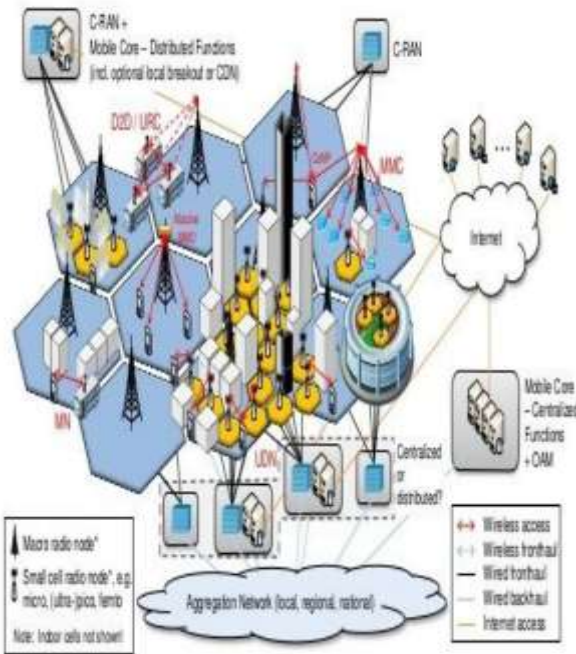 C-RAN +
Mobile Core – Distributed Functions
(incl. optional local breakout or CDN)
C-RAN
D2D / URC
CoMP
MMC
Massive
MIMO
Internet
MN
UDN
Centralized
or
distributed?
Mobile Core
– Centralized
Functions
+ OAM
Macro radio node*
Small cell radio node*, e.g.
micro, (ultra-)pico, femto
Note: Indoor cells not shown!
Aggregation Network (local, regional, national)
Wireless access
Wireless fronthaul
Wired fronthaul
Wired backhaul
Internet access